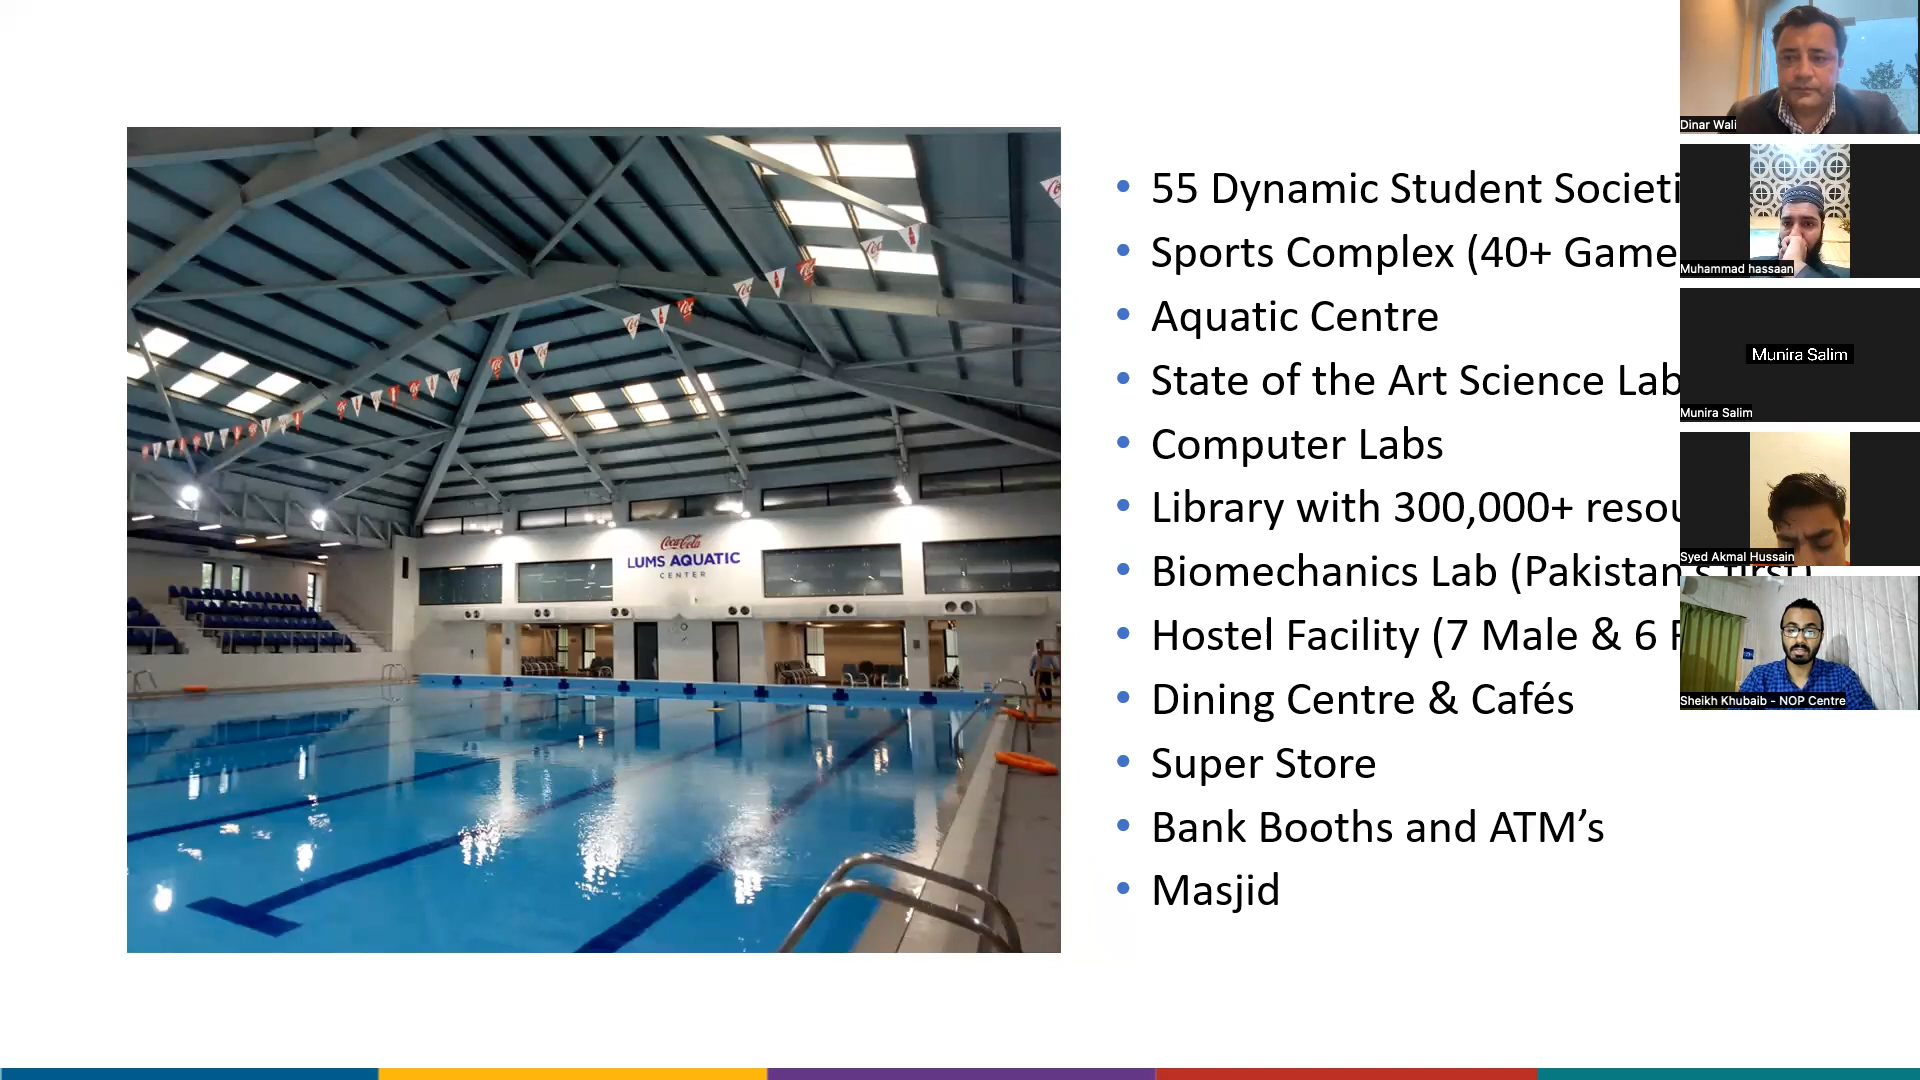 55 Dynamic Student Societi
Sports Complex (40+ Game
Aquatic Centre
State of the Art Science Lab
Computer Labs
Library with 300,000+ resou
Biomechanics Lab (Pakistan's first)
Hostel Facility (7 Male & 6 F
Dining Centre & Cafés
Super Store
Bank Booths and ATM’s
Masjid
Coca-Cola
LUMS AQUATIC
CENTER
Dinar Wali
Muhammad hassaan
Munira Salim
Munira Salim
Syed Akmal Hussain
Sheikh Khubaib - NOP Centre